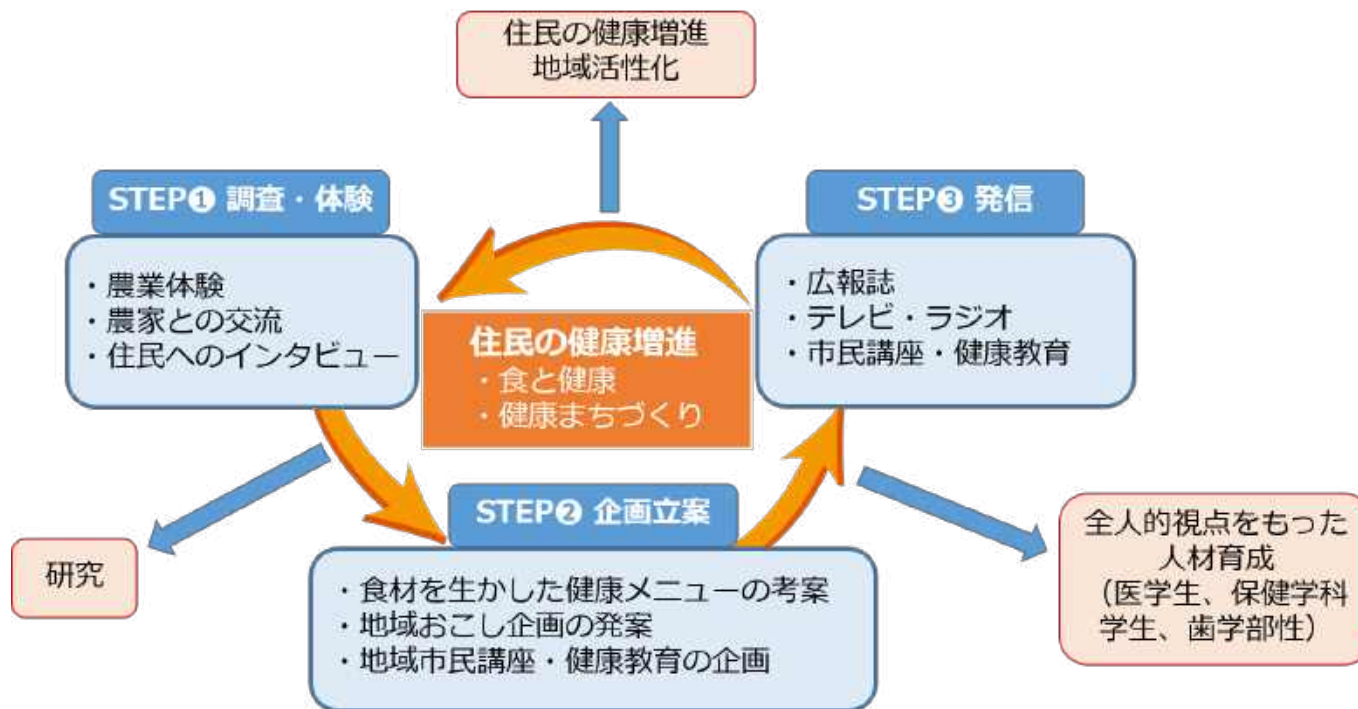 住民の健康増進
地域活性化
STEP❶ 調査・体験
・農業体験
・農家との交流
・住民へのインタビュー
STEP❸ 発信
・広報誌
・テレビ・ラジオ
・市民講座・健康教育
住民の健康増進
・食と健康
・健康まちづくり
STEP❷ 企画立案
・食材を生かした健康メニューの考案
・地域おこし企画の発案
・地域市民講座・健康教育の企画
研究
全人的視点をもった
人材育成
（医学生、保健学科
学生、歯学部性）